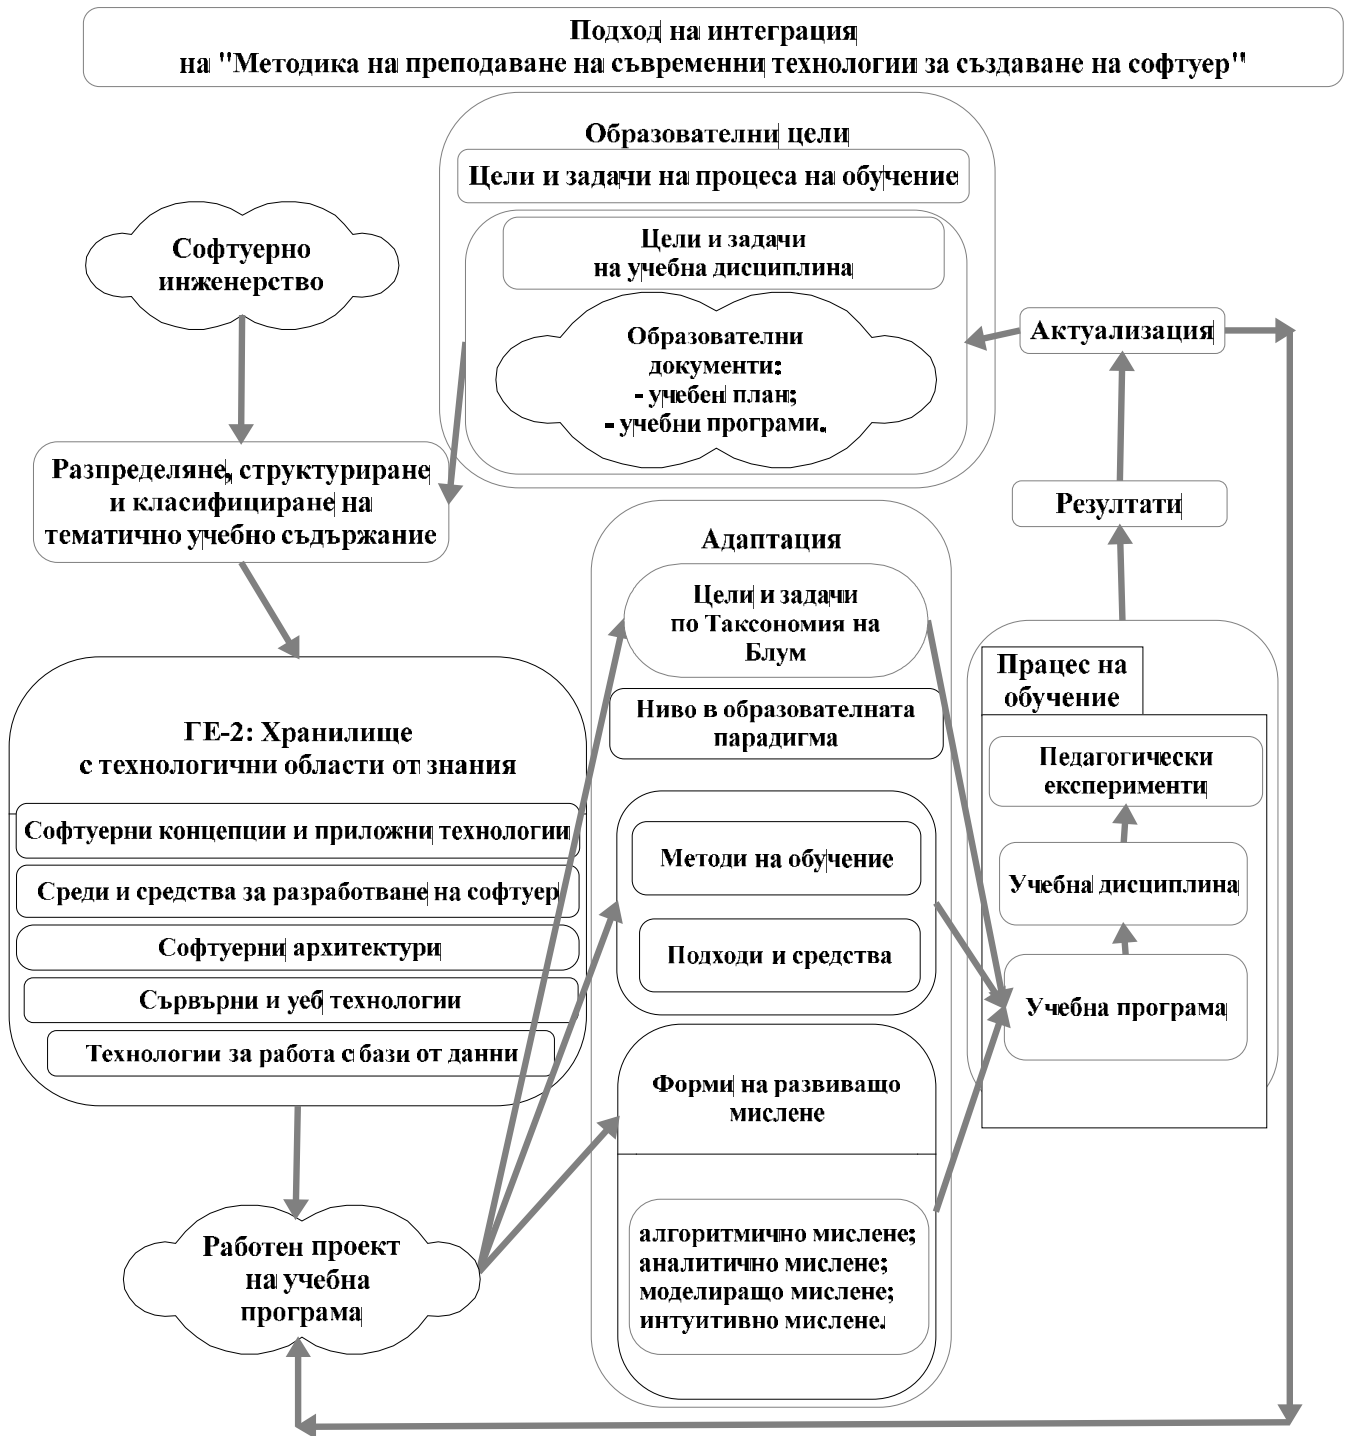 Подход на интеграция
на "Методика на преподаване на съвременни технологии за създаване на софтуер"
Образователни цели
Цели и задачи на процеса на обучение
Цели и задачи
на учебна дисциплина
Образователни
документи:
- учебен план;
- учебни програми.
Софтуерно
инженерство
Актуализация
Разпределяне, структуриране
и класифициране на
тематично учебно съдържание
Резултати
Адаптация
Цели и задачи
по Таксономия на
Блум
Ниво в образователната
парадигма
Методи на обучение
Подходи и средства
Форми на развиващо
мислене
алгоритмично мислене;
аналитично мислене;
моделиращо мислене;
интуитивно мислене.
Працес на
обучение
Педагогически
експерименти
Учебна дисциплина
Учебна програма
ГЕ-2: Хранилище
с технологични области от знания
Софтуерни концепции и приложни технологии
Среди и средства за разработване на софтуер
Софтуерни архитектури
Сървърни и уеб технологии
Технологии за работа с бази от данни
Работен проект
на учебна
програма